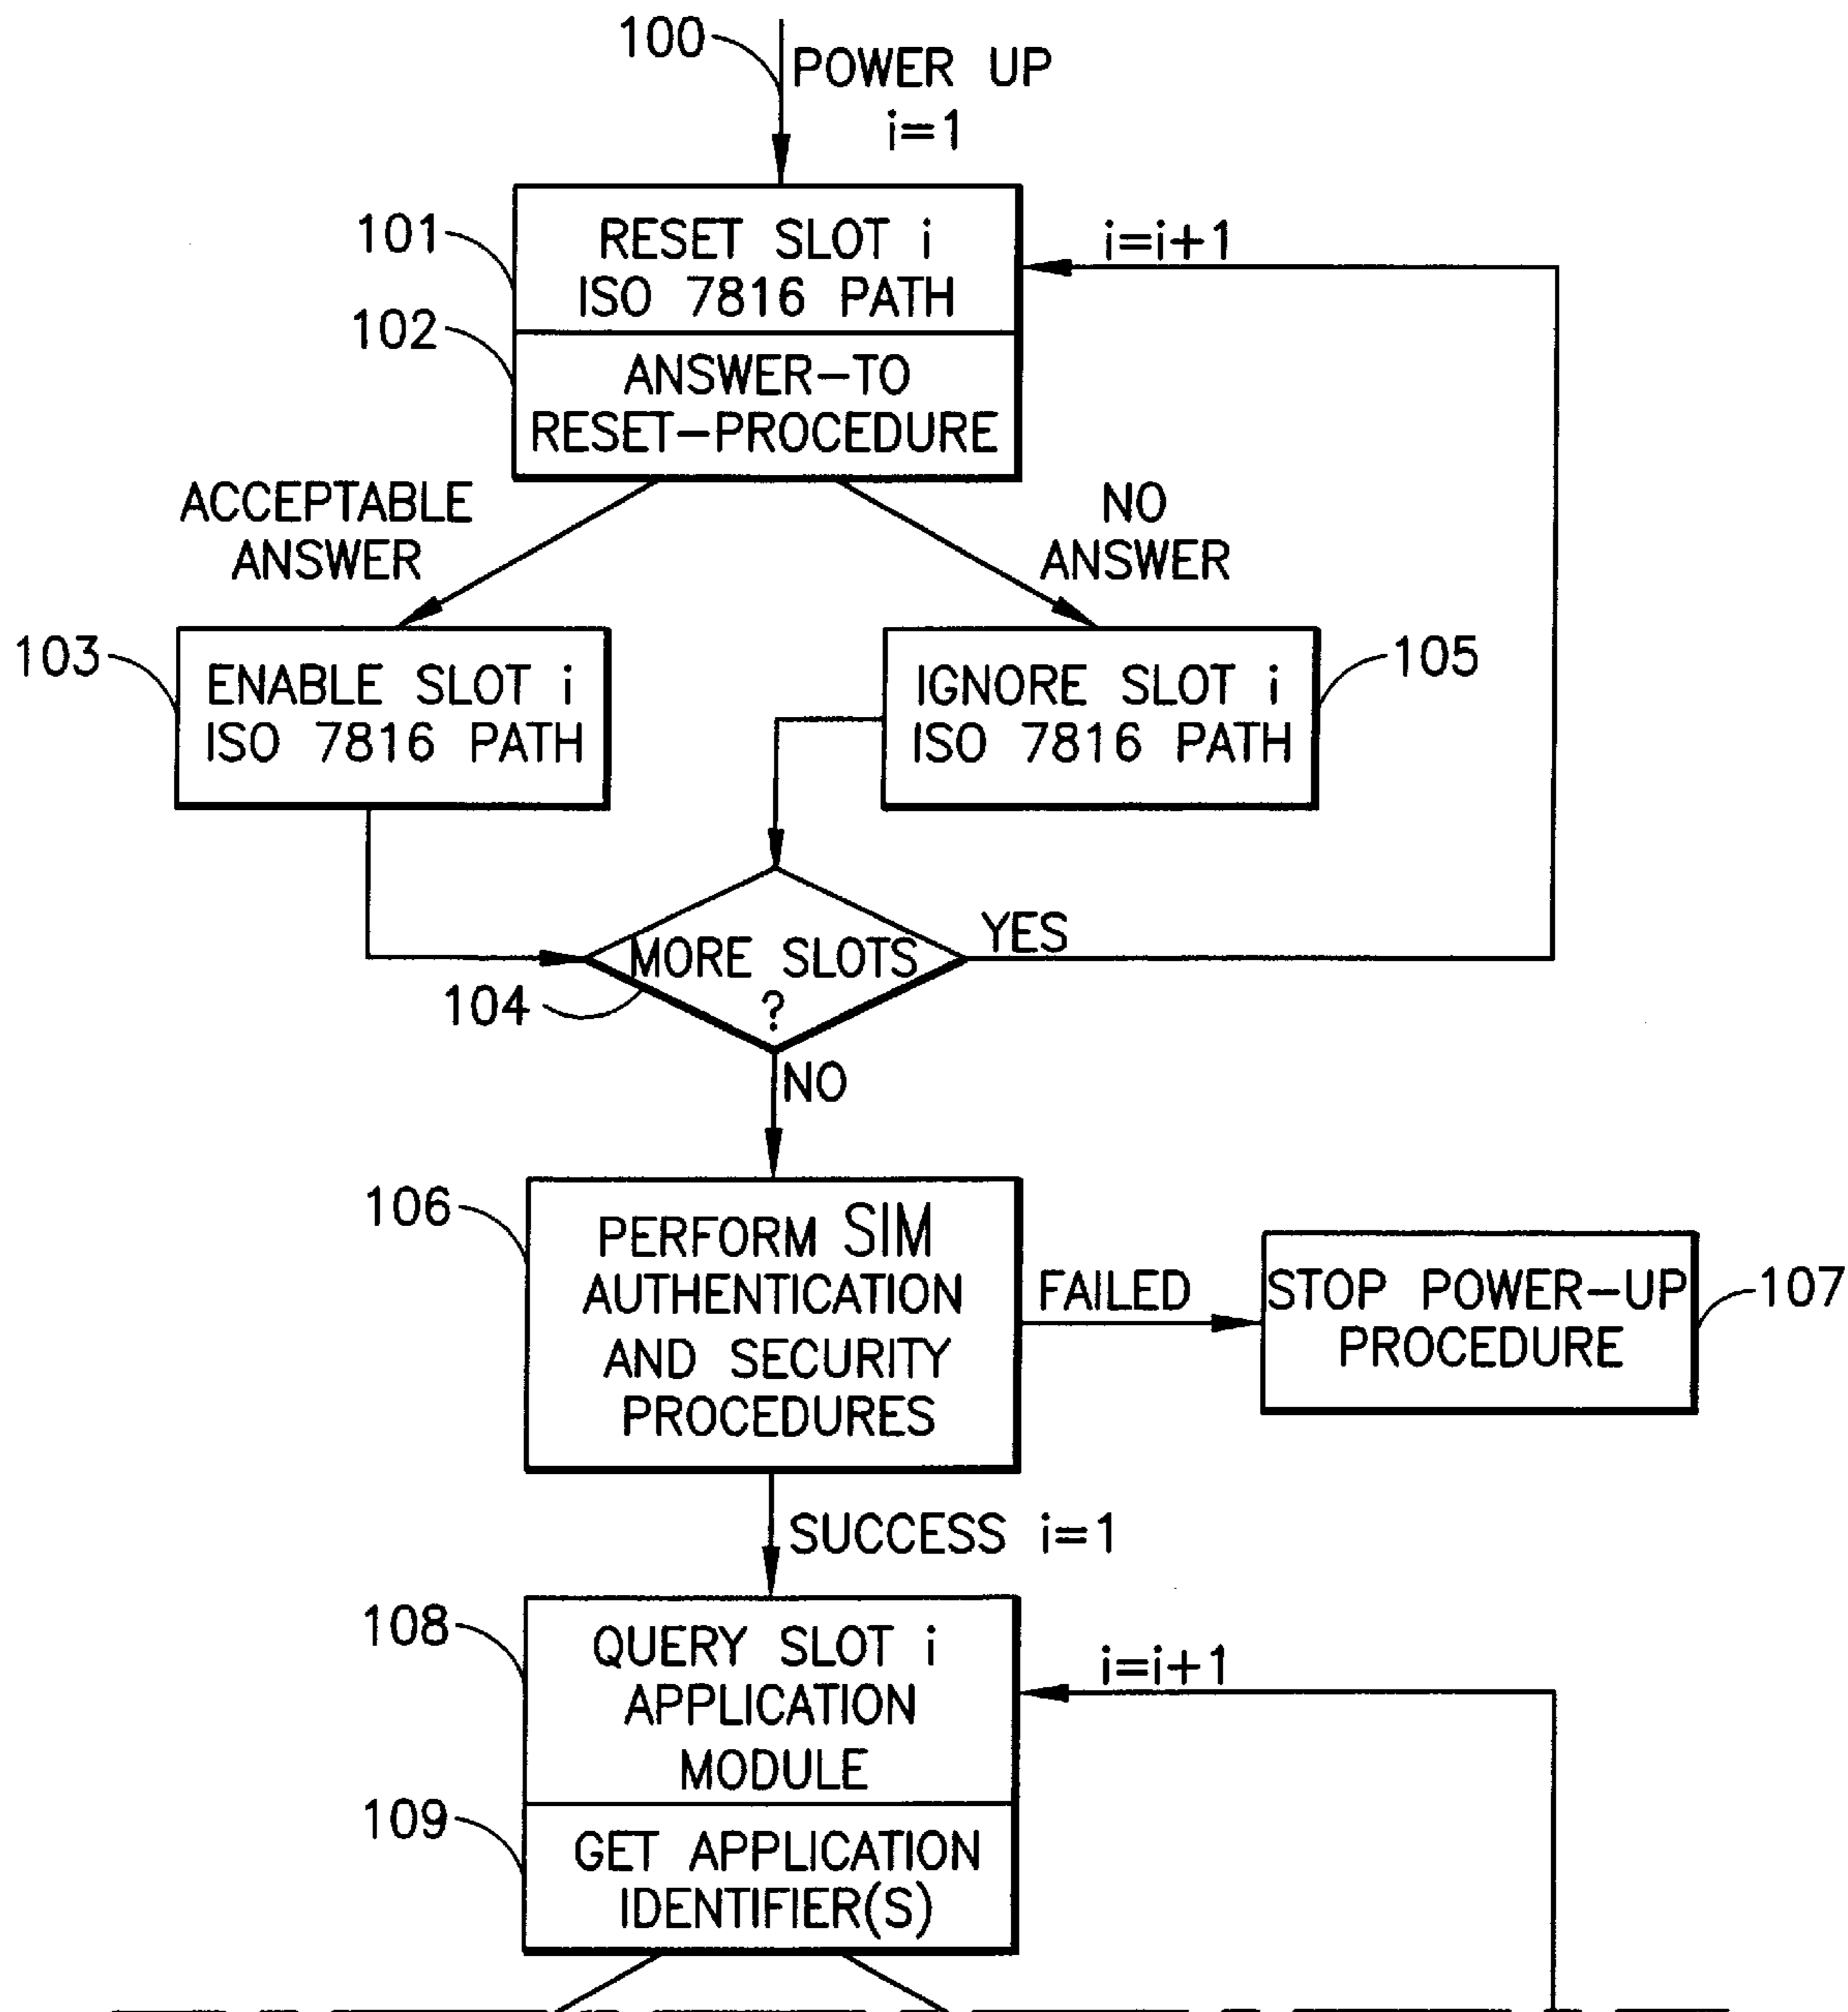 100
POWER UP
i=1
101
RESET SLOT i
ISO 7816 PATH
i=i+1
102
ANSWER-TO
RESET-PROCEDURE
ACCEPTABLE
ANSWER
NO
ANSWER
103
ENABLE SLOT i
ISO 7816 PATH
IGNORE SLOT i
ISO 7816 PATH
105
MORE SLOTS
?
YES
104
NO
106
PERFORM SIM
AUTHENTICATION
AND SECURITY
PROCEDURES
FAILED
STOP POWER-UP
PROCEDURE
107
SUCCESS i=1
108
QUERY SLOT i
APPLICATION
MODULE
i=i+1
109
GET APPLICATION
IDENTIFIER(S)